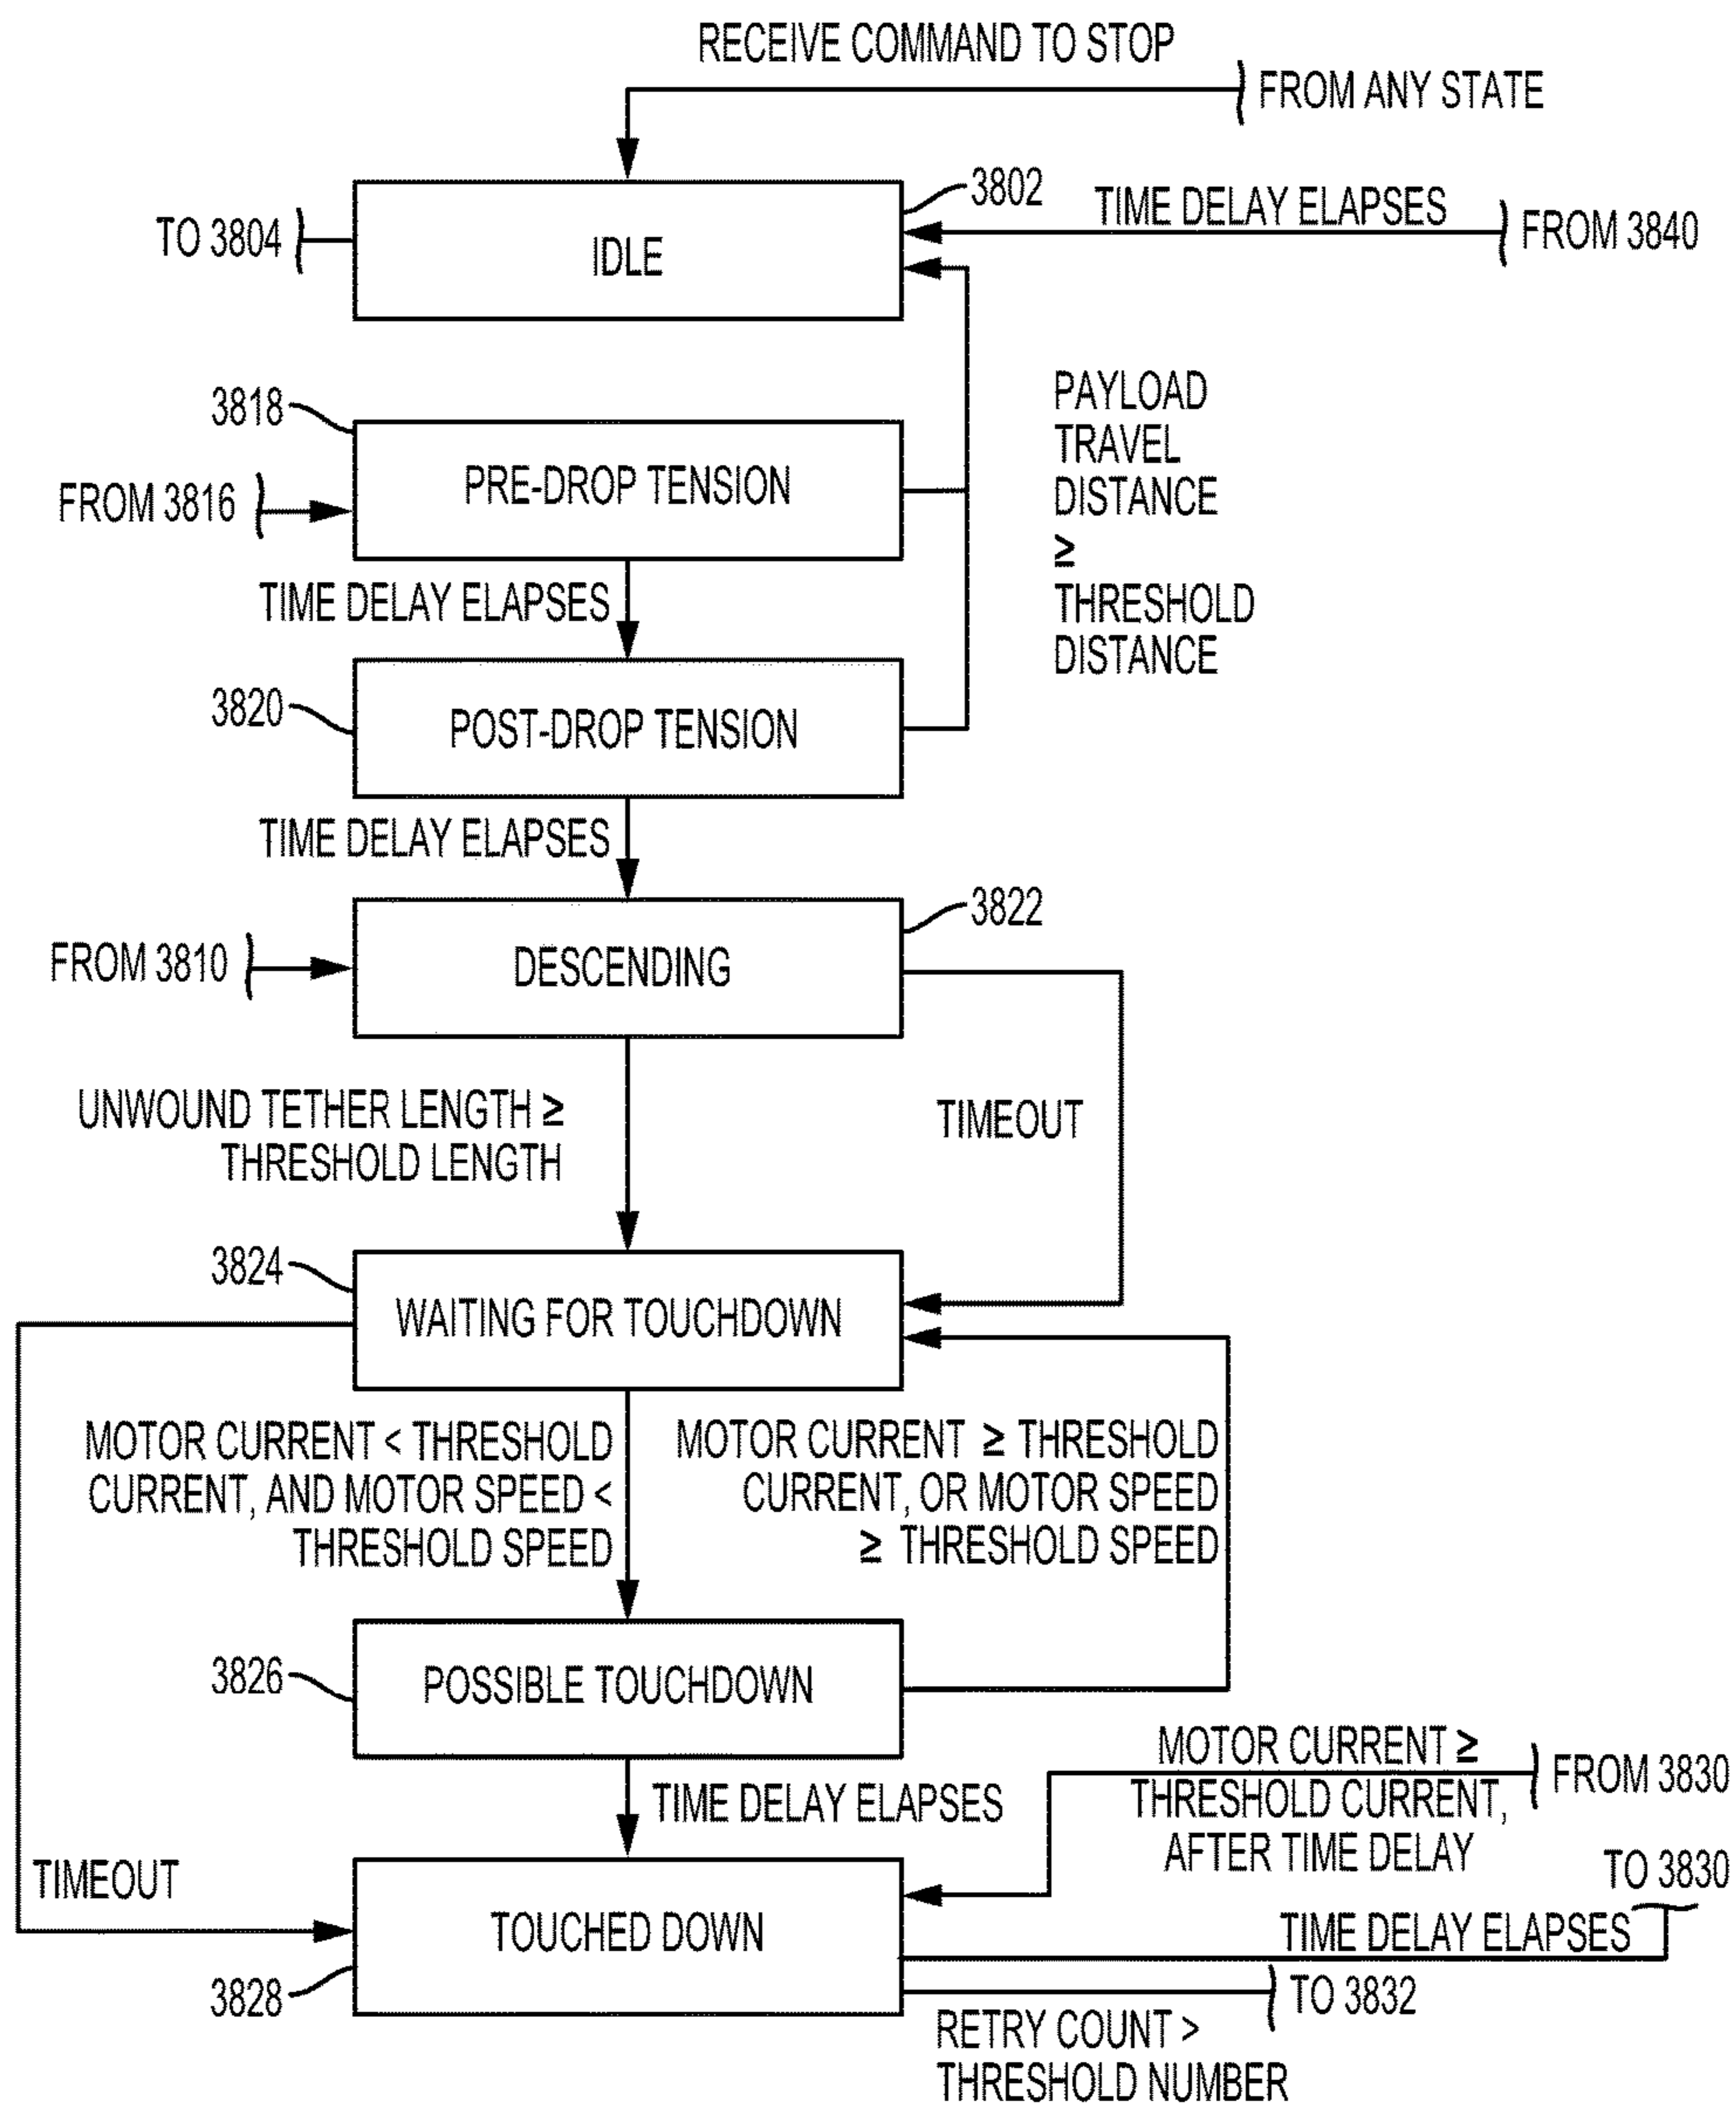 RECEIVE COMMAND TO STOP
FROM ANY STATE
3802
TIME DELAY ELAPSES
TO 3804
FROM 3840
IDLE
3818
PAYLOAD
TRAVEL
DISTANCE
≥
THRESHOLD
DISTANCE
PRE-DROP TENSION
FROM 3816
TIME DELAY ELAPSES
3820
POST-DROP TENSION
TIME DELAY ELAPSES
3822
FROM 3810
DESCENDING
UNWOUND TETHER LENGTH ≥
THRESHOLD LENGTH
TIMEOUT
3824
WAITING FOR TOUCHDOWN
MOTOR CURRENT < THRESHOLD
CURRENT, AND MOTOR SPEED <
THRESHOLD SPEED
MOTOR CURRENT ≥ THRESHOLD
CURRENT, OR MOTOR SPEED
≥ THRESHOLD SPEED
3826
POSSIBLE TOUCHDOWN
MOTOR CURRENT ≥
THRESHOLD CURRENT,
AFTER TIME DELAY
FROM 3830
TIME DELAY ELAPSES
TIMEOUT
TO 3830
TOUCHED DOWN
TIME DELAY ELAPSES
3828
TO 3832
RETRY COUNT >
THRESHOLD NUMBER